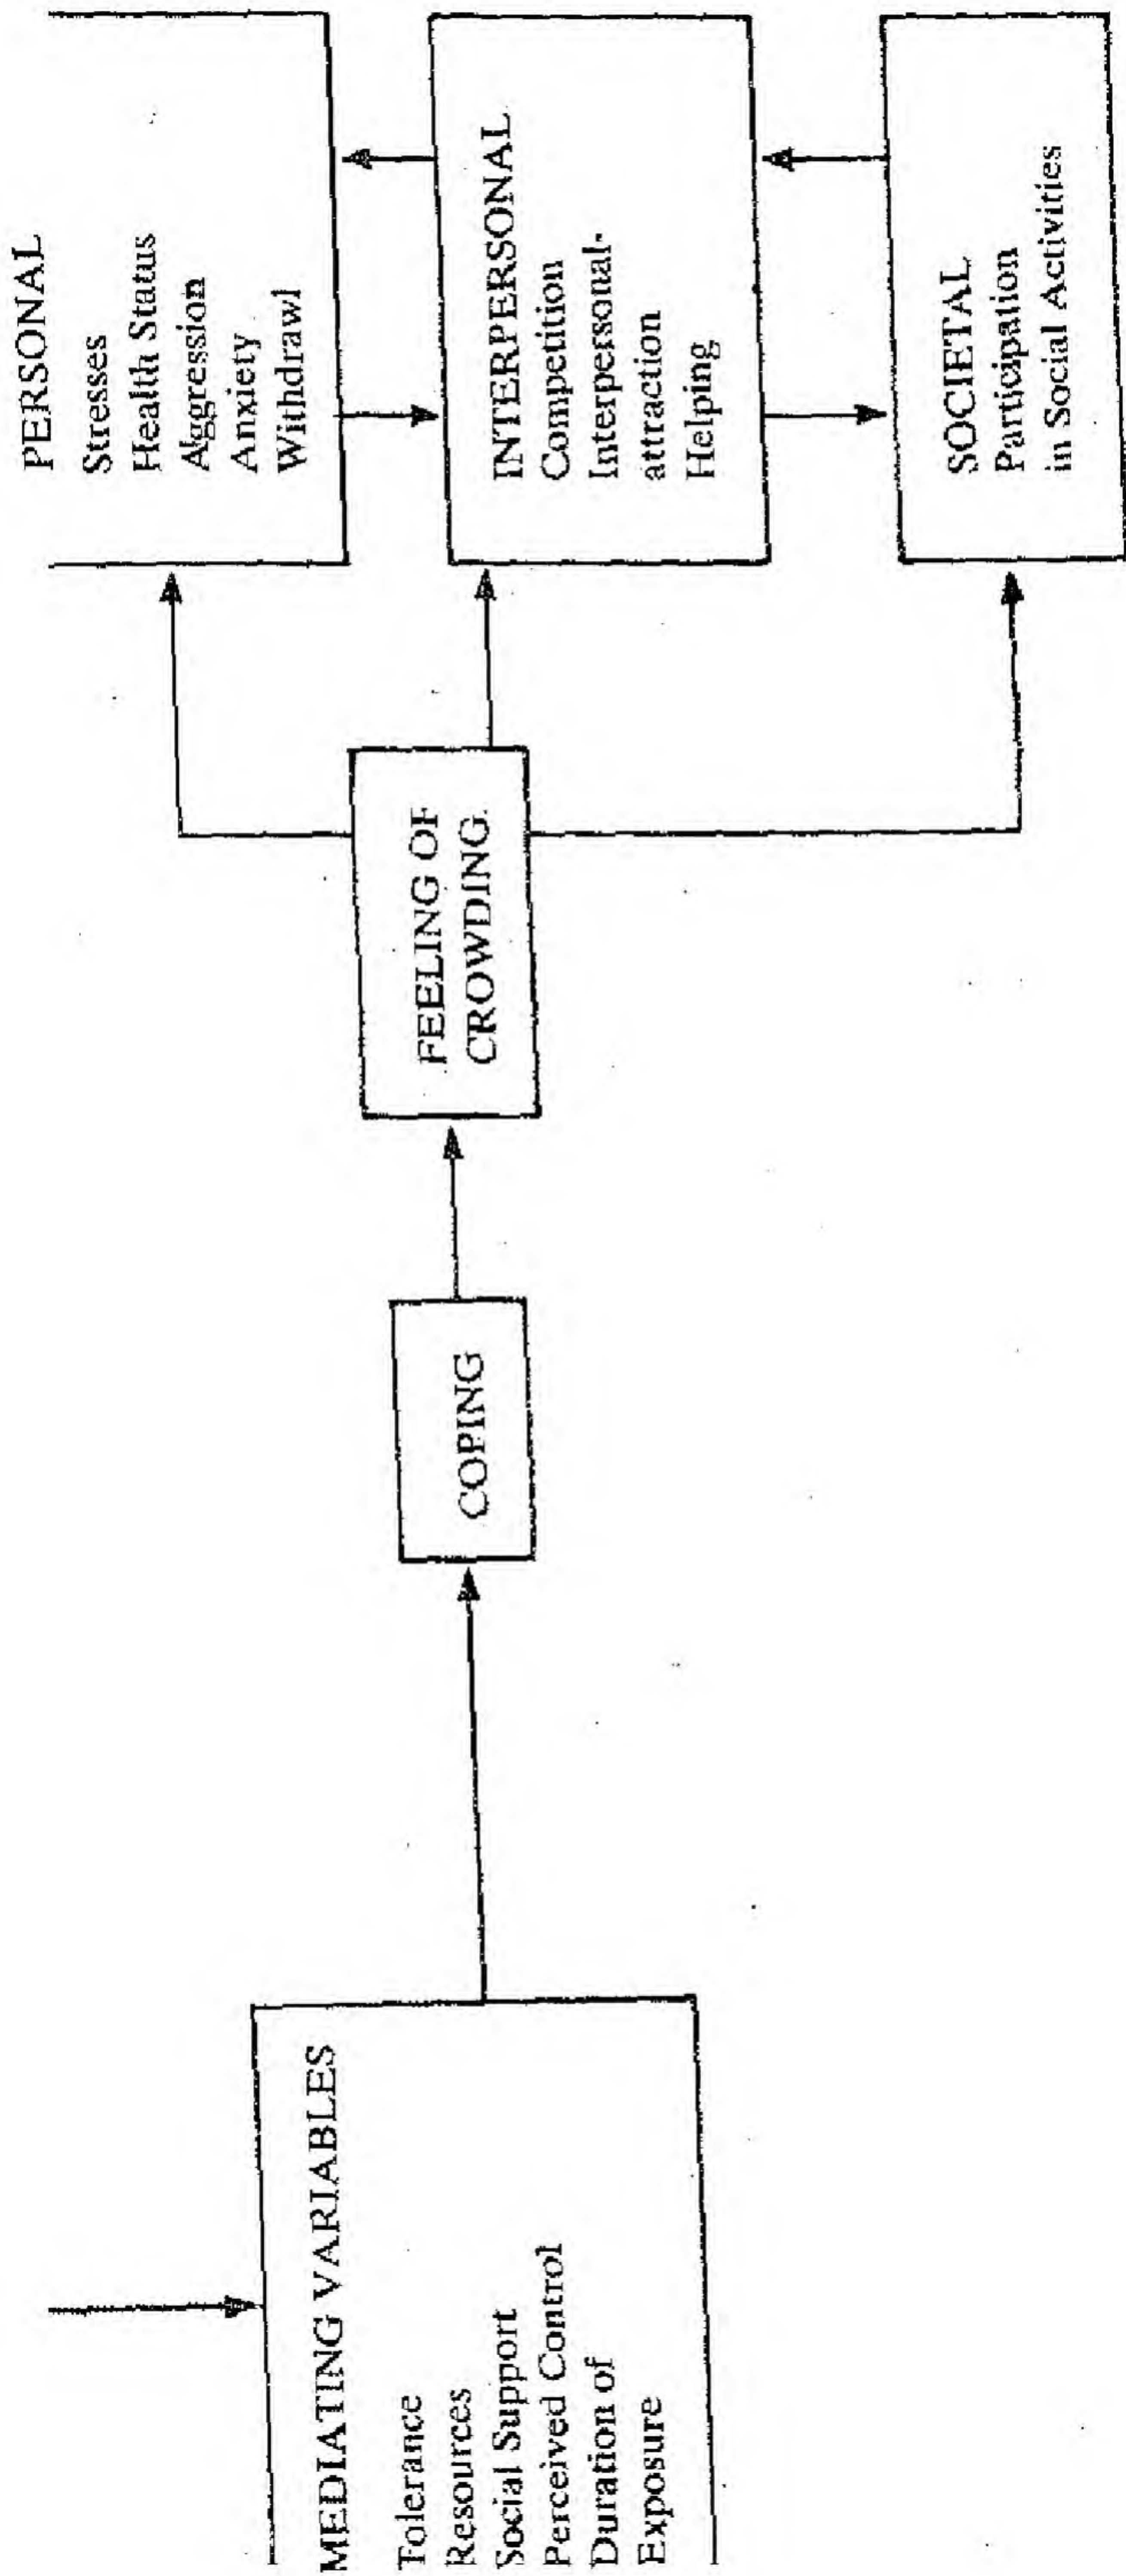 MEDIATING VARIABLES
Tolerance
Resources
Social Support
Perceived Control
Duration of
Exposure
COPING
FEELING OF
CROWDING.
PERSONAL
Stresses
Health Status
Aggression
Anxiety
Withdrawl
INTERPERSONAL
Competition
Interpersonal-
attraction
Helping
SOCIETAL
Participation
in Social Activities